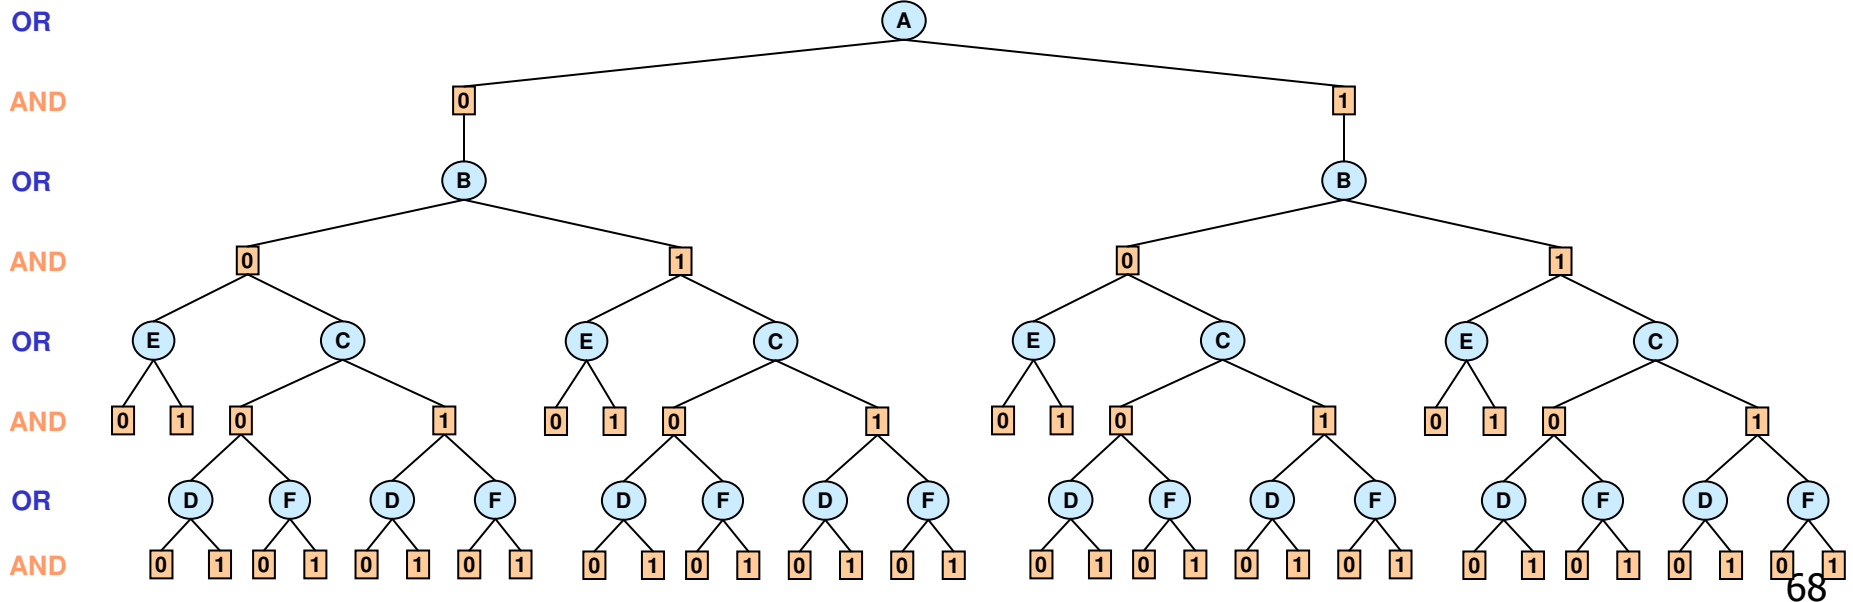 OR A
AND 0 1
OR B B
AND 0 1 0 1
OR E C E C E C E C
AND 0 1 0 1 0 1 0 1 0 1 0 1 0 1 0 1
OR D F D F D F D F D F D F D F D F
AND 0 1 0 1 0 1 0 1 0 1 0 1 0 1 0 1 0 1 0 1 0 1 0 1 0 1 0 1 0 1 0 1
68